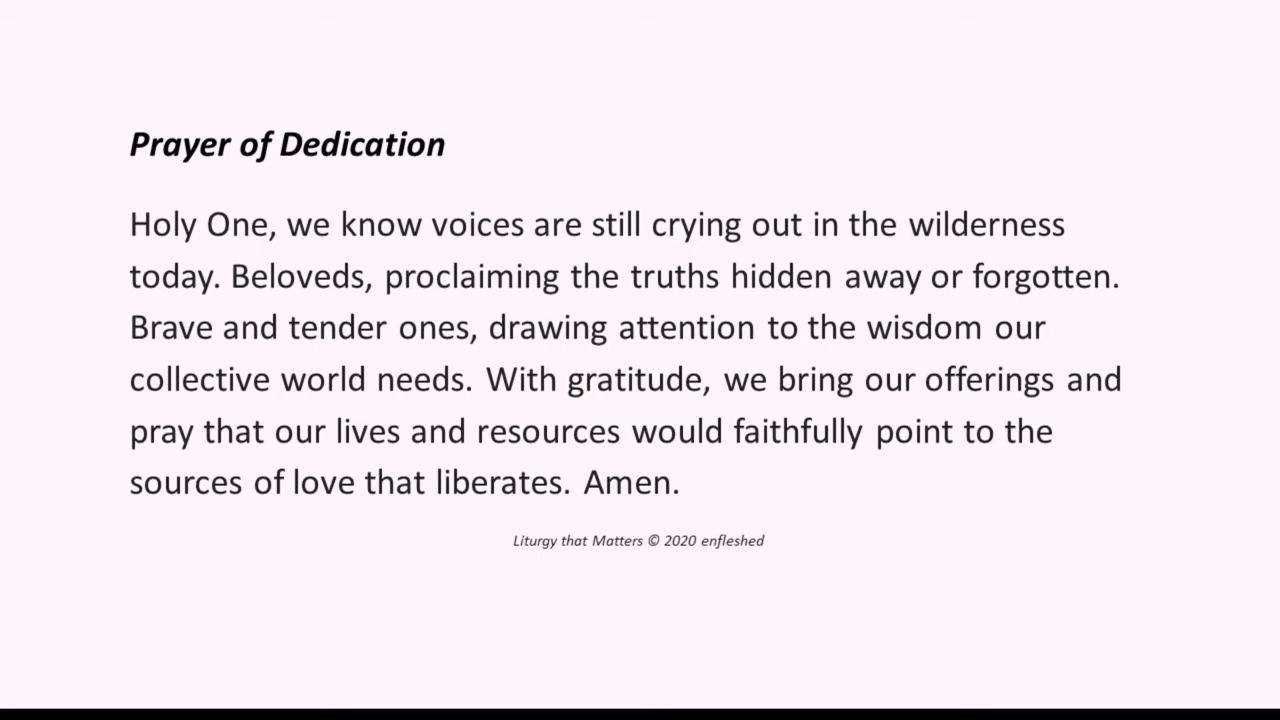 Prayer of Dedication
Holy One, we know voices are still crying out in the wilderness
today. Beloveds, proclaiming the truths hidden away or forgotten.
Brave and tender ones, drawing attention to the wisdom our
collective world needs. With gratitude, we bring our offerings and
pray that our lives and resources would faithfully point to the
sources of love that liberates. Amen.
Liturgy that Matters © 2020 enfleshed